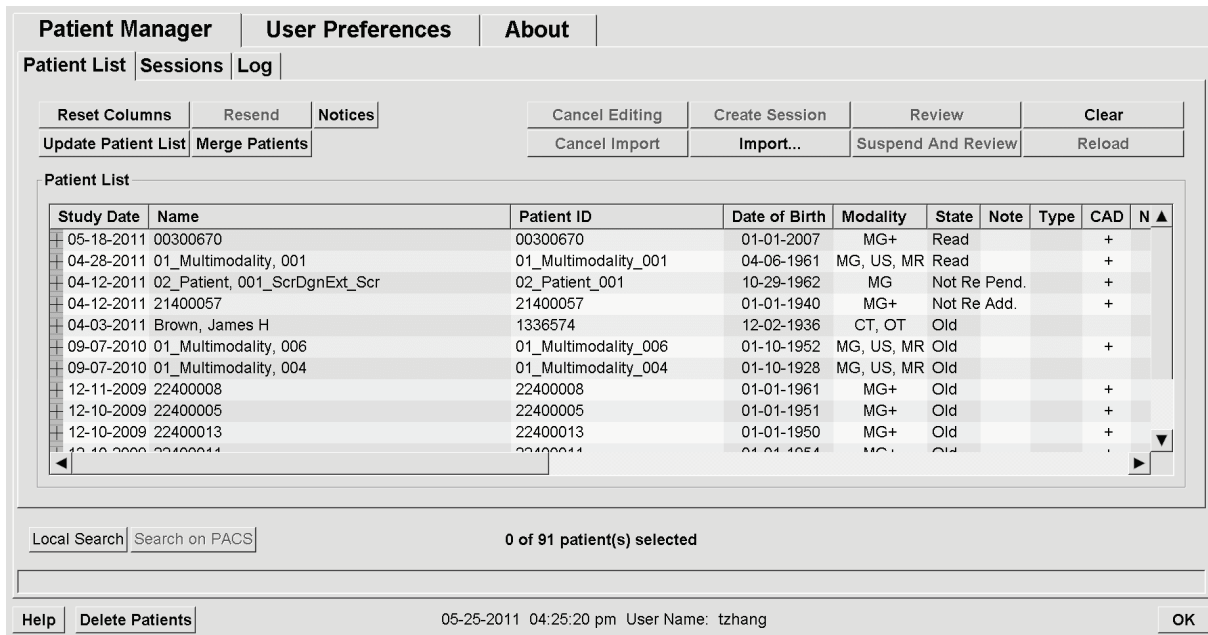 Patient Manager User Preferences About
Patient List Sessions Log
Reset Columns Resend Notices Cancel Editing Create Session Review Clear
Update Patient List Merge Patients Cancel Import Import... Suspend And Review Reload
Patient List
Study Date Name Patient ID Date of Birth Modality State Note Type CAD N
05-18-2011 00300670 00300670 01-01-2007 MG+ Read +
04-28-2011 01_Multimodality, 001 01_Multimodality_001 04-06-1961 MG, US, MR Read +
04-12-2011 02_Patient, 001_ScrDgnExt_Scr 02_Patient_001 10-29-1962 MG Not Re Pend. +
04-12-2011 21400057 21400057 01-01-1940 MG+ Not Re Add. +
04-03-2011 Brown, James H 1336574 12-02-1936 CT, OT Old
09-07-2010 01_Multimodality, 006 01_Multimodality_006 01-10-1952 MG, US, MR Old +
09-07-2010 01_Multimodality, 004 01_Multimodality_004 01-10-1928 MG, US, MR Old
12-11-2009 22400008 22400008 01-01-1961 MG+ Old +
12-10-2009 22400005 22400005 01-01-1951 MG+ Old +
12-10-2009 22400013 22400013 01-01-1950 MG+ Old +
Local Search Search on PACS 0 of 91 patient(s) selected
Help Delete Patients 05-25-2011 04:25:20 pm User Name: tzhang OK